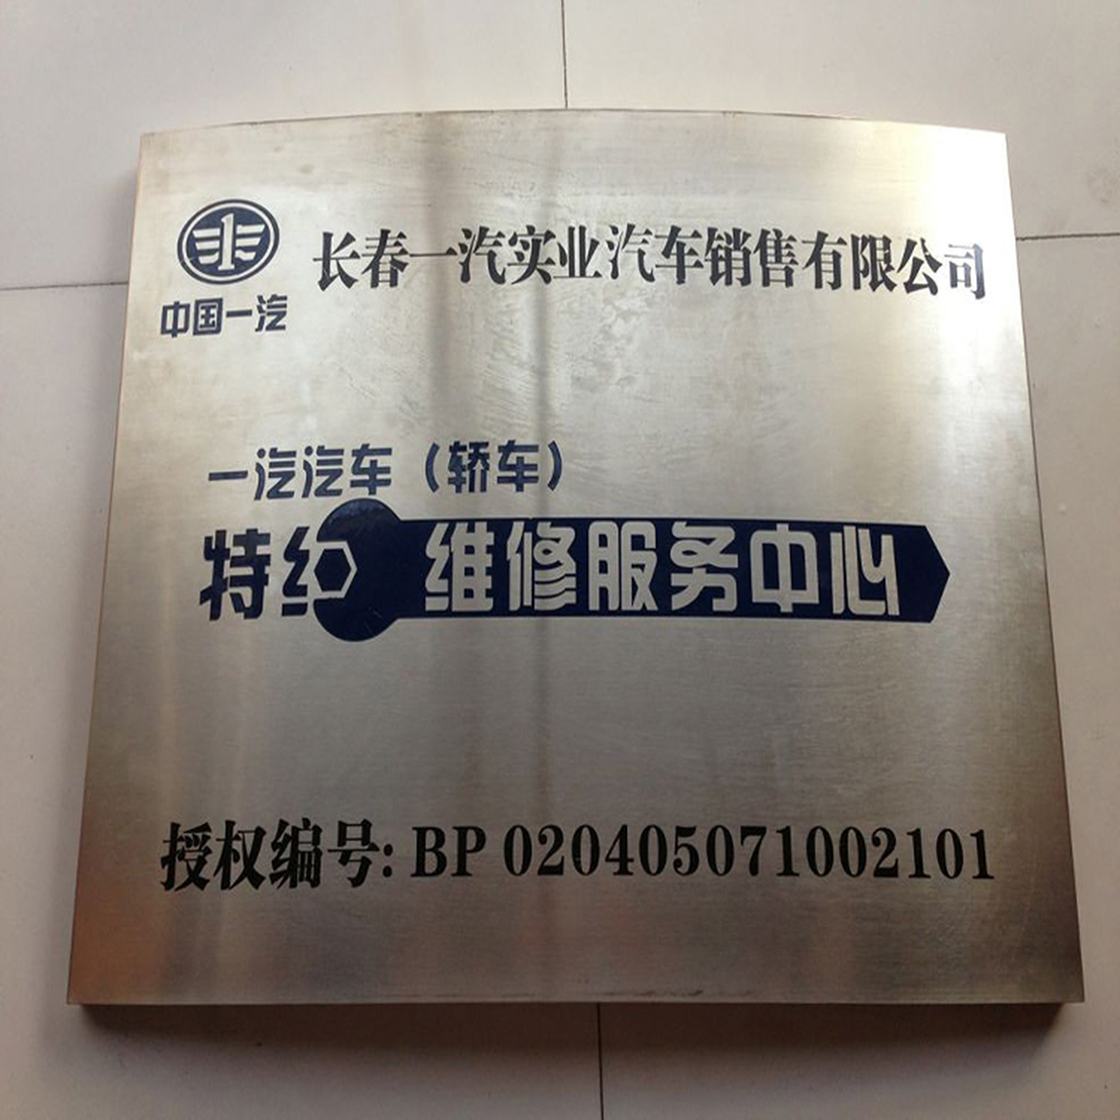 长春一汽实业汽车销售有限公司
中国一汽
一汽汽车（轿车）
特约维修服务中心
授权编号: BP 020405071002101